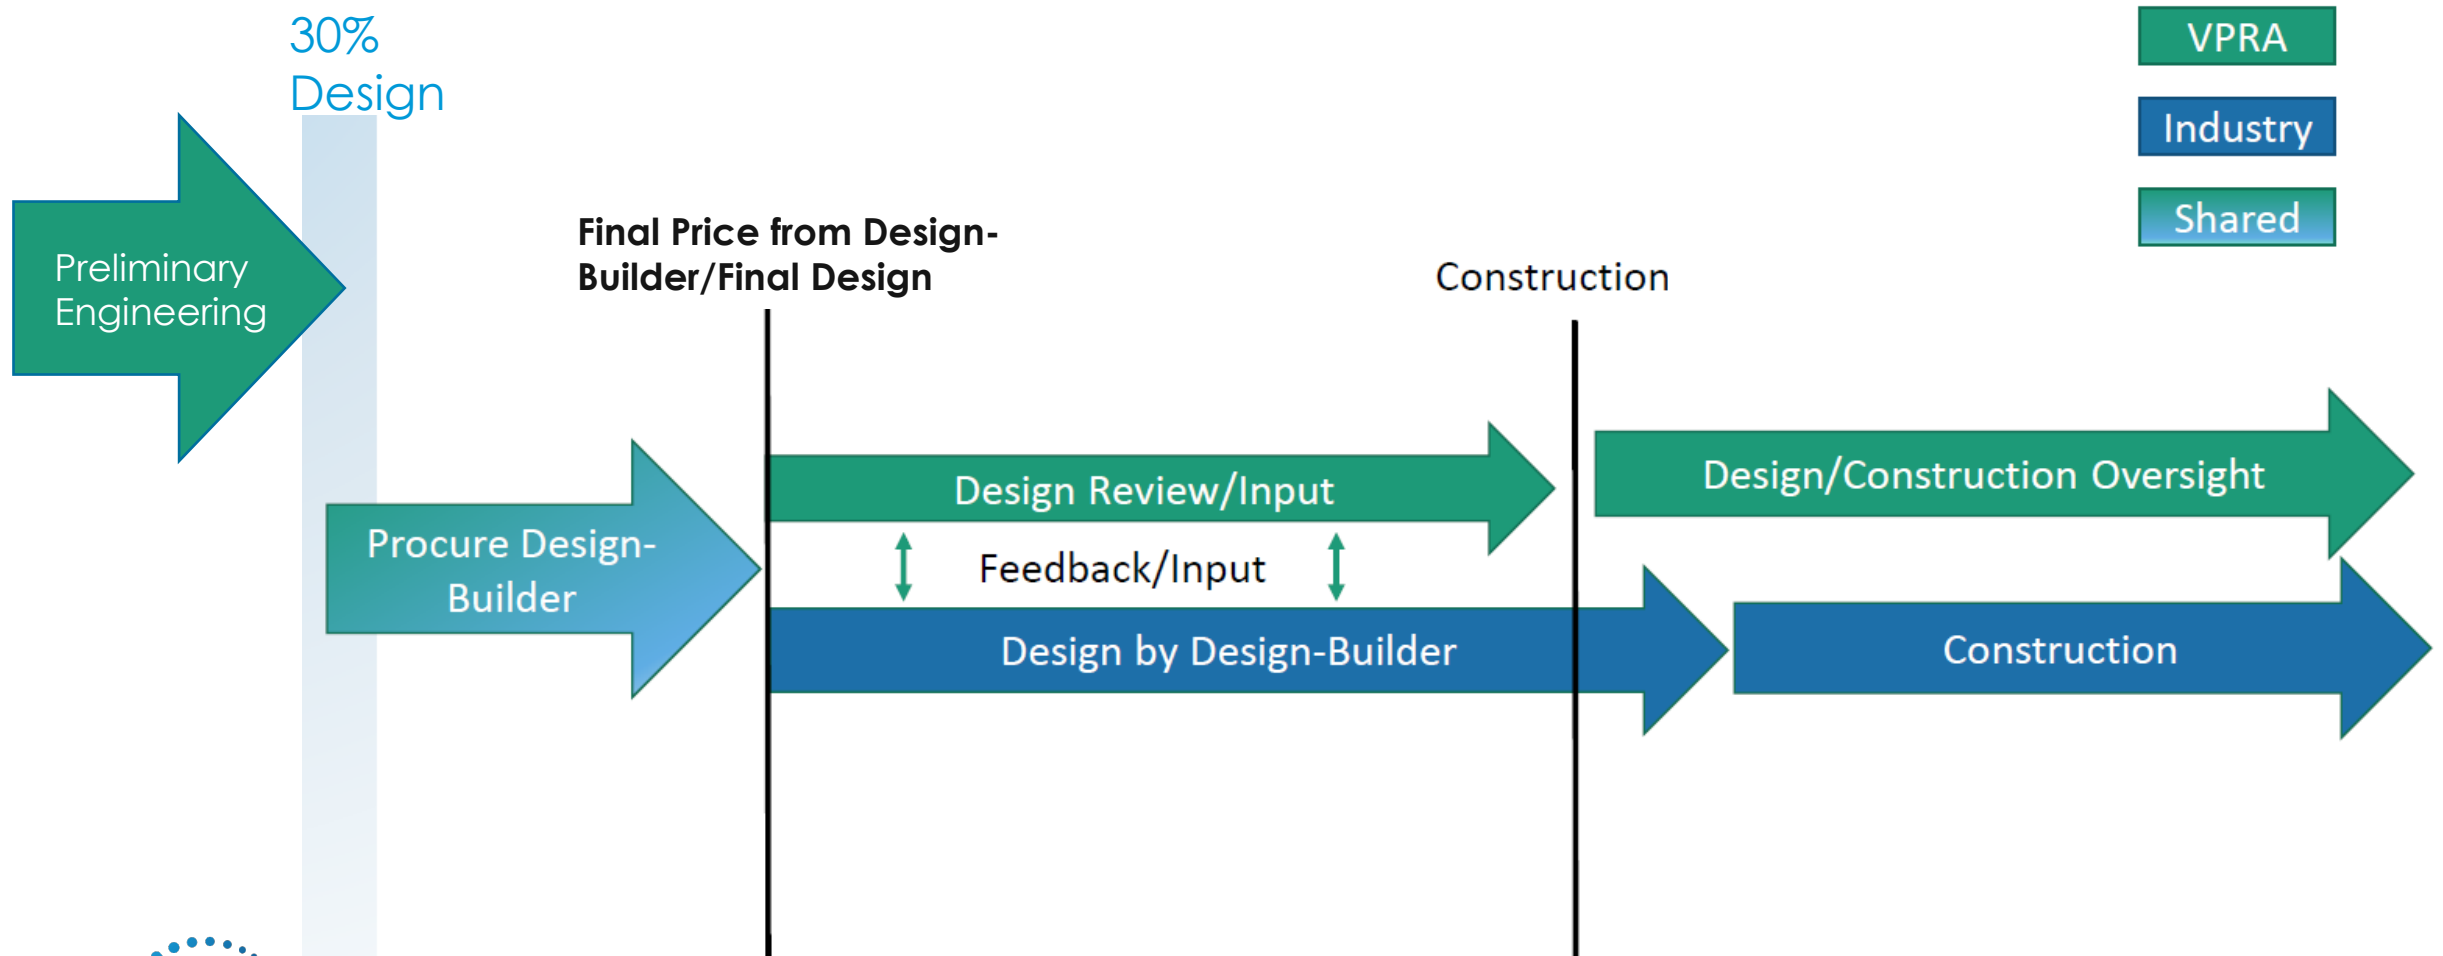 30%
Design
VPRA
Industry
Shared
Preliminary
Engineering
Final Price from Design-
Builder/Final Design
Construction
Procure Design-
Builder
Design Review/Input
Design/Construction Oversight
Feedback/Input
Design by Design-Builder
Construction